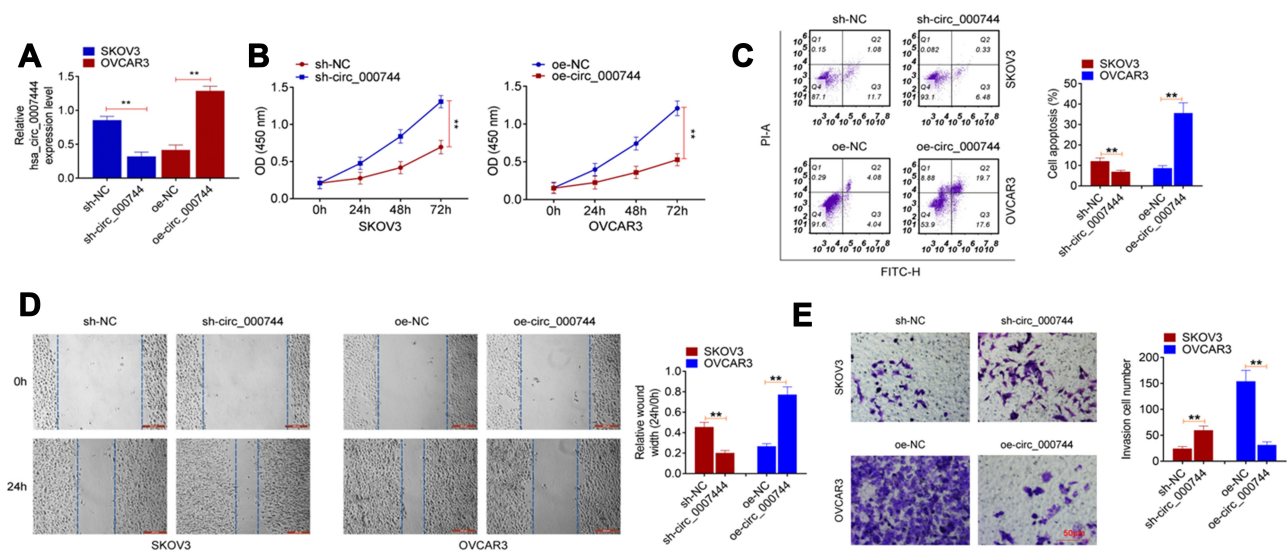 A
SKOV3
OVCAR3
Relative
hsa_circ_0007444
expression level
1.5
1.0
0.5
0.0
**
**
sh-NC
sh-circ_000744
oe-NC
oe-circ_000744
B
sh-NC
sh-circ_000744
OD (450 nm)
1.5
1.0
0.5
0.0
**
0h
24h
48h
72h
SKOV3
oe-NC
oe-circ_000744
OD (450 nm)
1.5
1.0
0.5
0.0
**
0h
24h
48h
72h
OVCAR3
C
sh-NC
sh-circ_000744
Q1
0.15
Q2
1.08
Q4
87.1
Q3
11.7
Q1
0.082
Q2
0.33
Q4
93.1
Q3
6.48
SKOV3
PI-A
oe-NC
oe-circ_000744
Q1
0.29
Q2
4.08
Q4
91.6
Q3
4.04
Q1
8.88
Q2
19.7
Q4
53.9
Q3
17.6
OVCAR3
FITC-H
SKOV3
OVCAR3
Cell apoptosis (%)
50
40
30
20
10
0
**
**
sh-NC
sh-circ_0007444
oe-NC
oe-circ_000744
D
sh-NC
sh-circ_000744
oe-NC
oe-circ_000744
0h
24h
SKOV3
OVCAR3
SKOV3
OVCAR3
Relative wound
width (24h/0h)
1.0
0.8
0.6
0.4
0.2
0.0
**
**
sh-NC
sh-circ_0007444
oe-NC
oe-circ_000744
E
sh-NC
sh-circ_000744
SKOV3
oe-NC
oe-circ_000744
OVCAR3
50μm
SKOV3
OVCAR3
Invasion cell number
200
150
100
50
0
**
**
sh-NC
sh-circ_0007444
oe-NC
oe-circ_000744